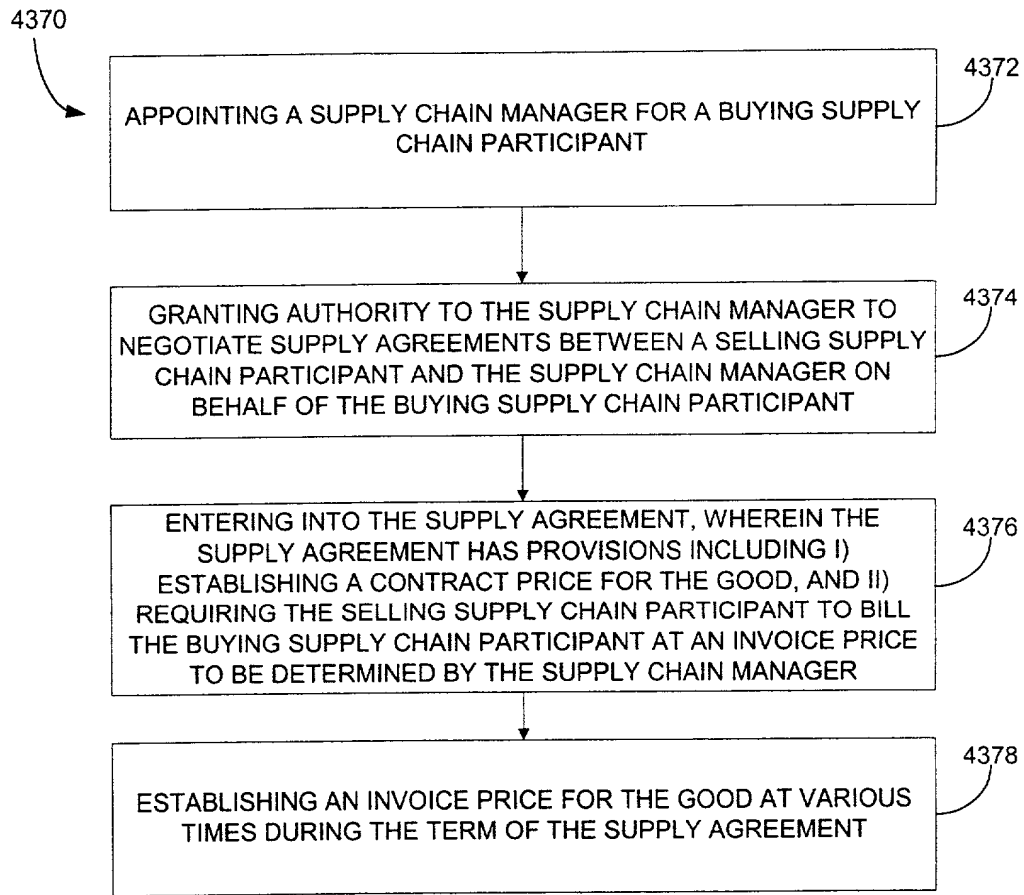 4370
4372
APPOINTING A SUPPLY CHAIN MANAGER FOR A BUYING SUPPLY
CHAIN PARTICIPANT
4374
GRANTING AUTHORITY TO THE SUPPLY CHAIN MANAGER TO
NEGOTIATE SUPPLY AGREEMENTS BETWEEN A SELLING SUPPLY
CHAIN PARTICIPANT AND THE SUPPLY CHAIN MANAGER ON
BEHALF OF THE BUYING SUPPLY CHAIN PARTICIPANT
4376
ENTERING INTO THE SUPPLY AGREEMENT, WHEREIN THE
SUPPLY AGREEMENT HAS PROVISIONS INCLUDING I)
ESTABLISHING A CONTRACT PRICE FOR THE GOOD, AND II)
REQUIRING THE SELLING SUPPLY CHAIN PARTICIPANT TO BILL
THE BUYING SUPPLY CHAIN PARTICIPANT AT AN INVOICE PRICE
TO BE DETERMINED BY THE SUPPLY CHAIN MANAGER
4378
ESTABLISHING AN INVOICE PRICE FOR THE GOOD AT VARIOUS
TIMES DURING THE TERM OF THE SUPPLY AGREEMENT